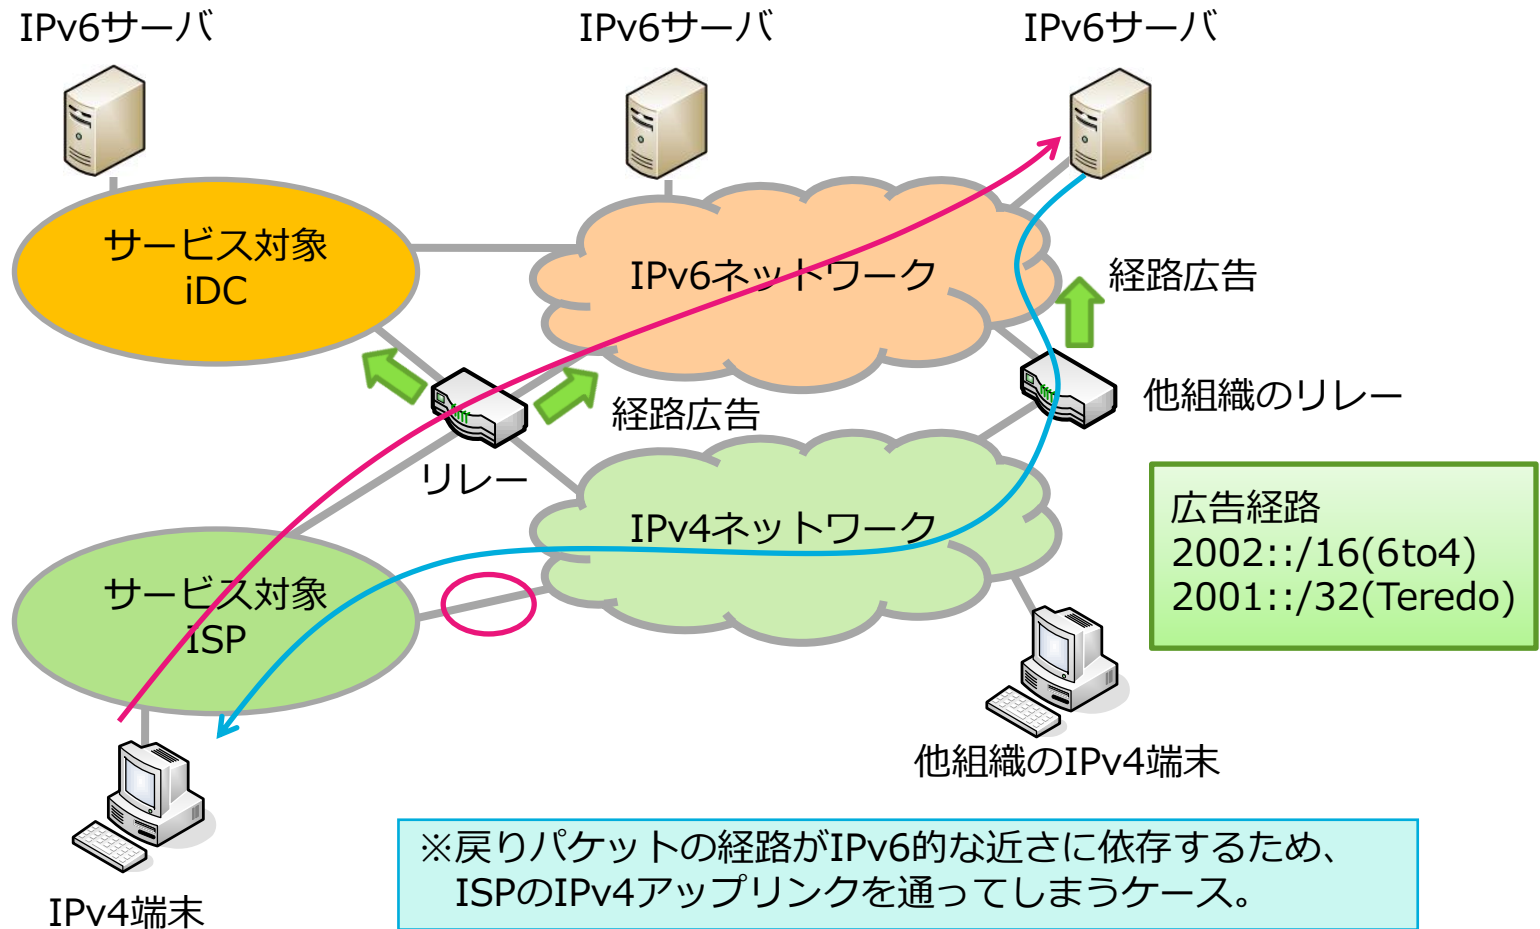 IPv6サーバ
IPv6サーバ
IPv6サーバ
サービス対象
iDC
IPv6ネットワーク
経路広告
他組織のリレー
経路広告
リレー
IPv4ネットワーク
広告経路
2002::/16(6to4)
2001::/32(Teredo)
サービス対象
ISP
他組織のIPv4端末
IPv4端末
※戻りパケットの経路がIPv6的な近さに依存するため、
ISPのIPv4アップリンクを通ってしまうケース。